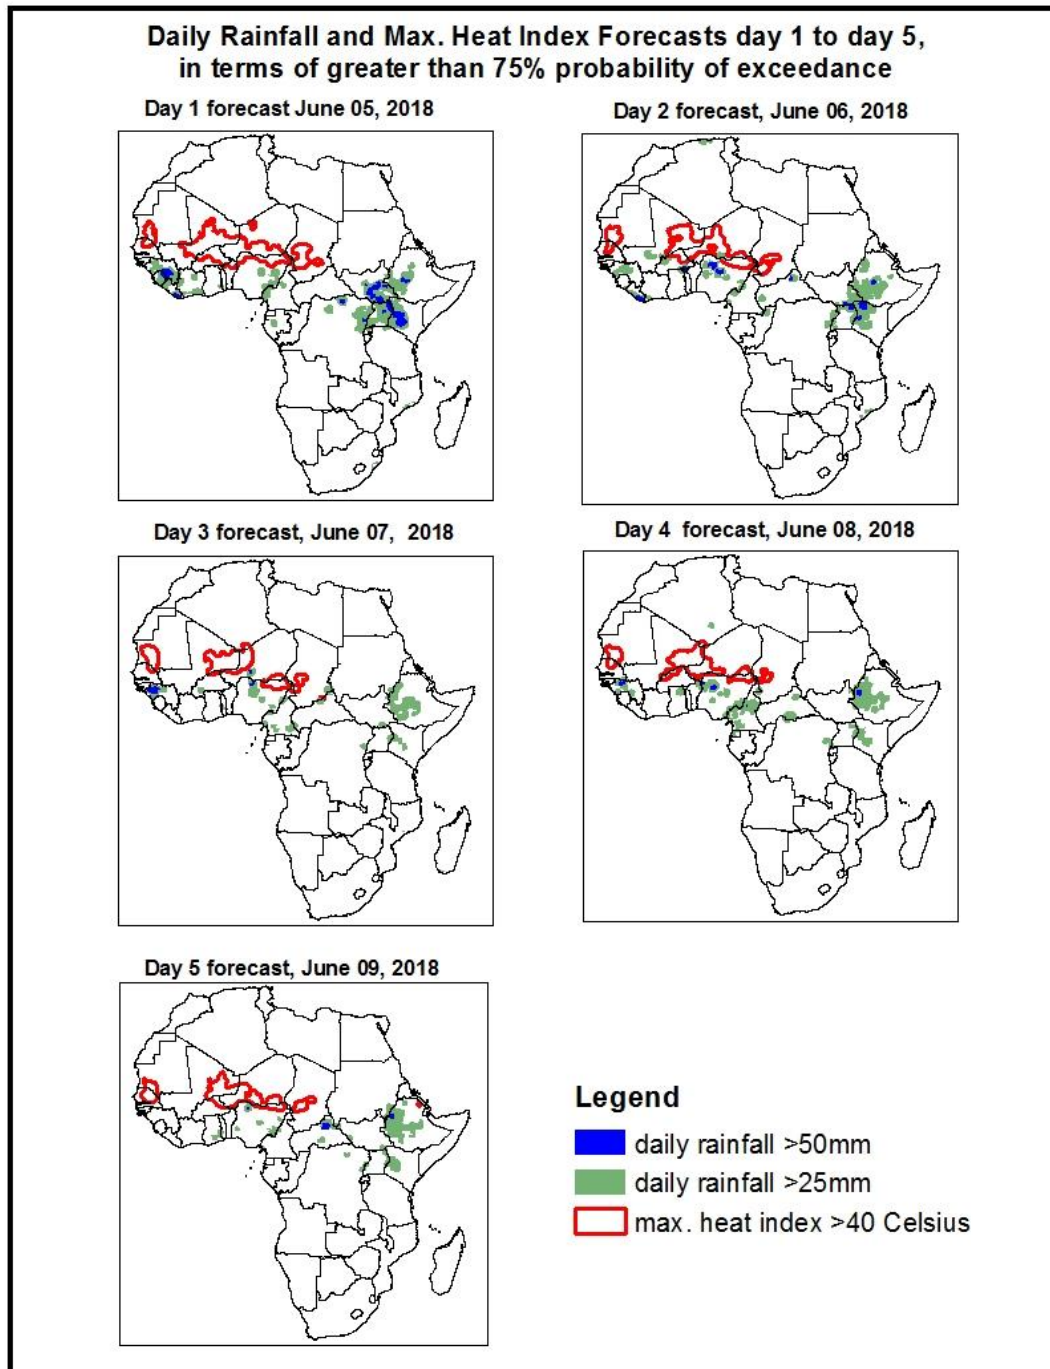 Daily Rainfall and Max. Heat Index Forecasts day 1 to day 5,
in terms of greater than 75% probability of exceedance
Day 1 forecast June 05, 2018
Day 2 forecast, June 06, 2018
Day 3 forecast, June 07, 2018
Day 4 forecast, June 08, 2018
Day 5 forecast, June 09, 2018
Legend
daily rainfall >50mm
daily rainfall >25mm
max. heat index >40 Celsius